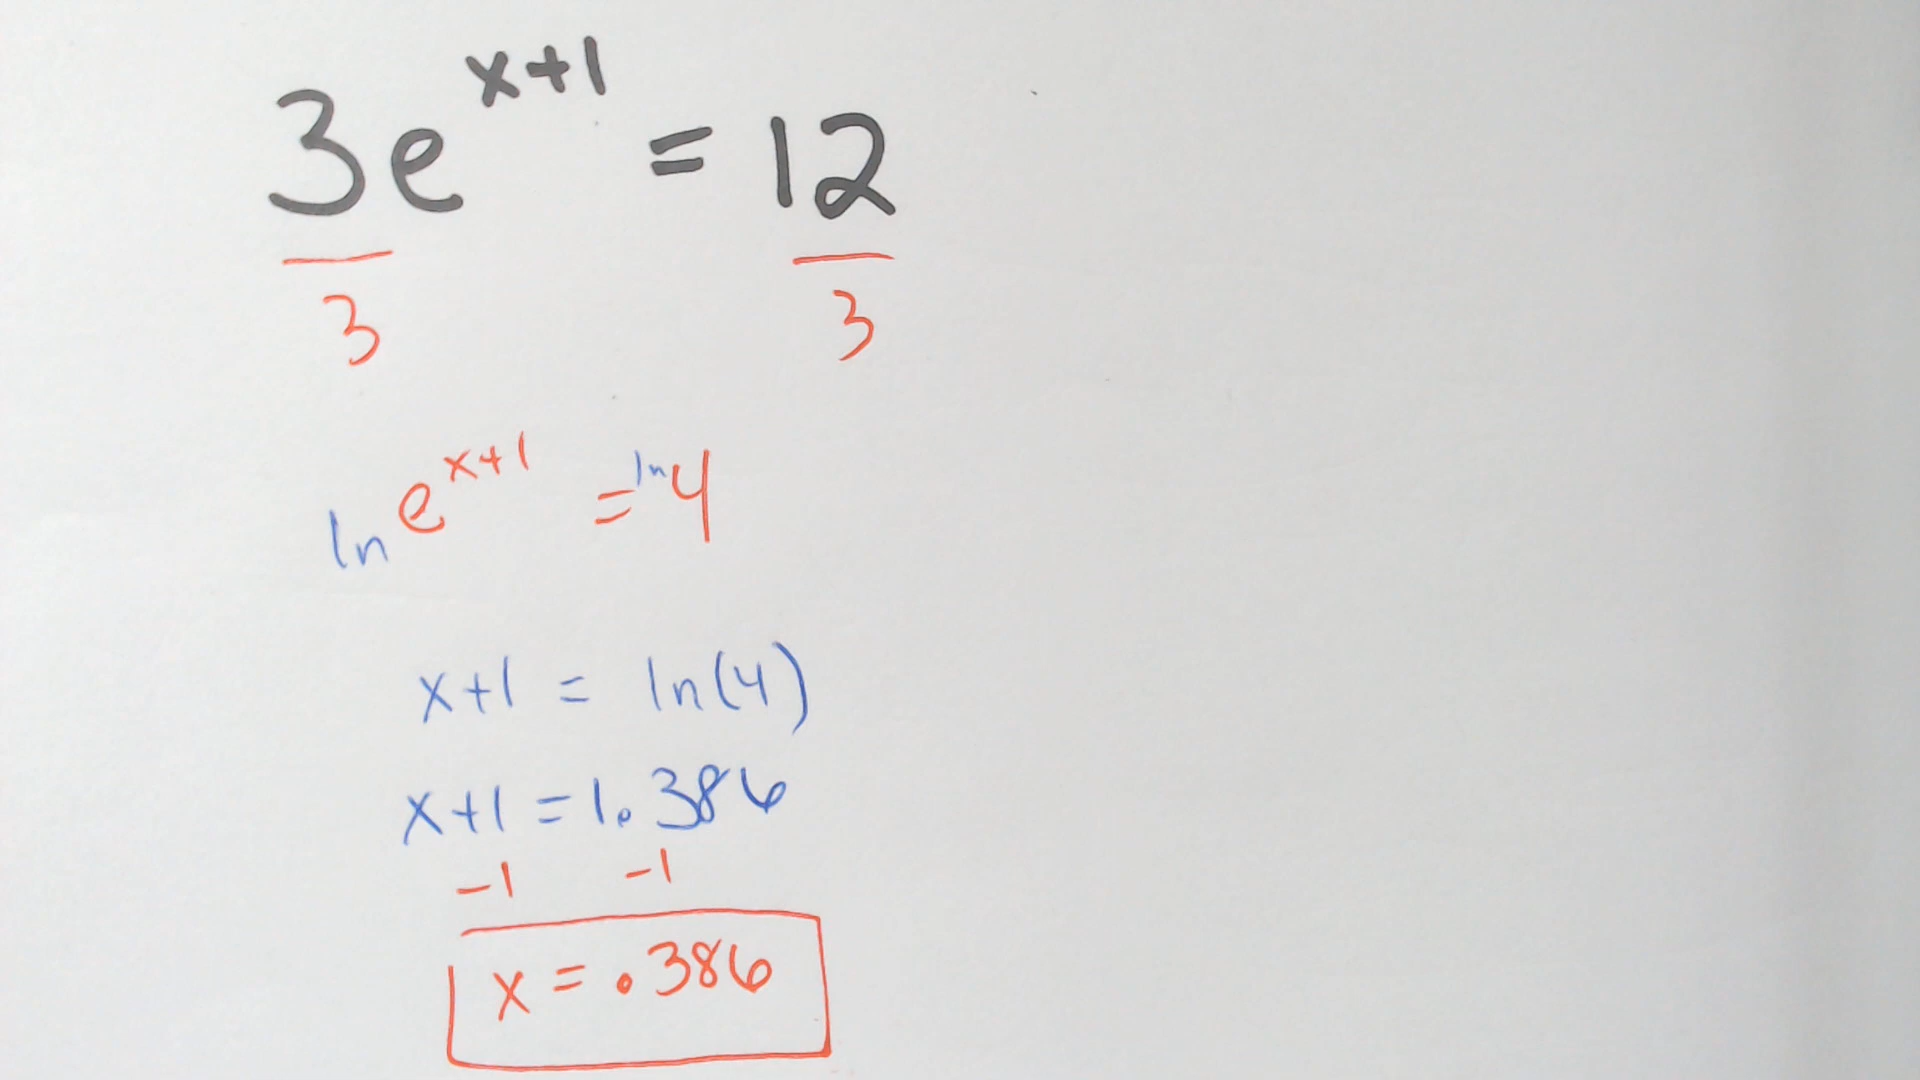 3e^{x+1} = 12
3 3
ln e^{x+1} = ln 4
x+1 = ln(4)
x+1 = 1.386
-1 -1
x = .386